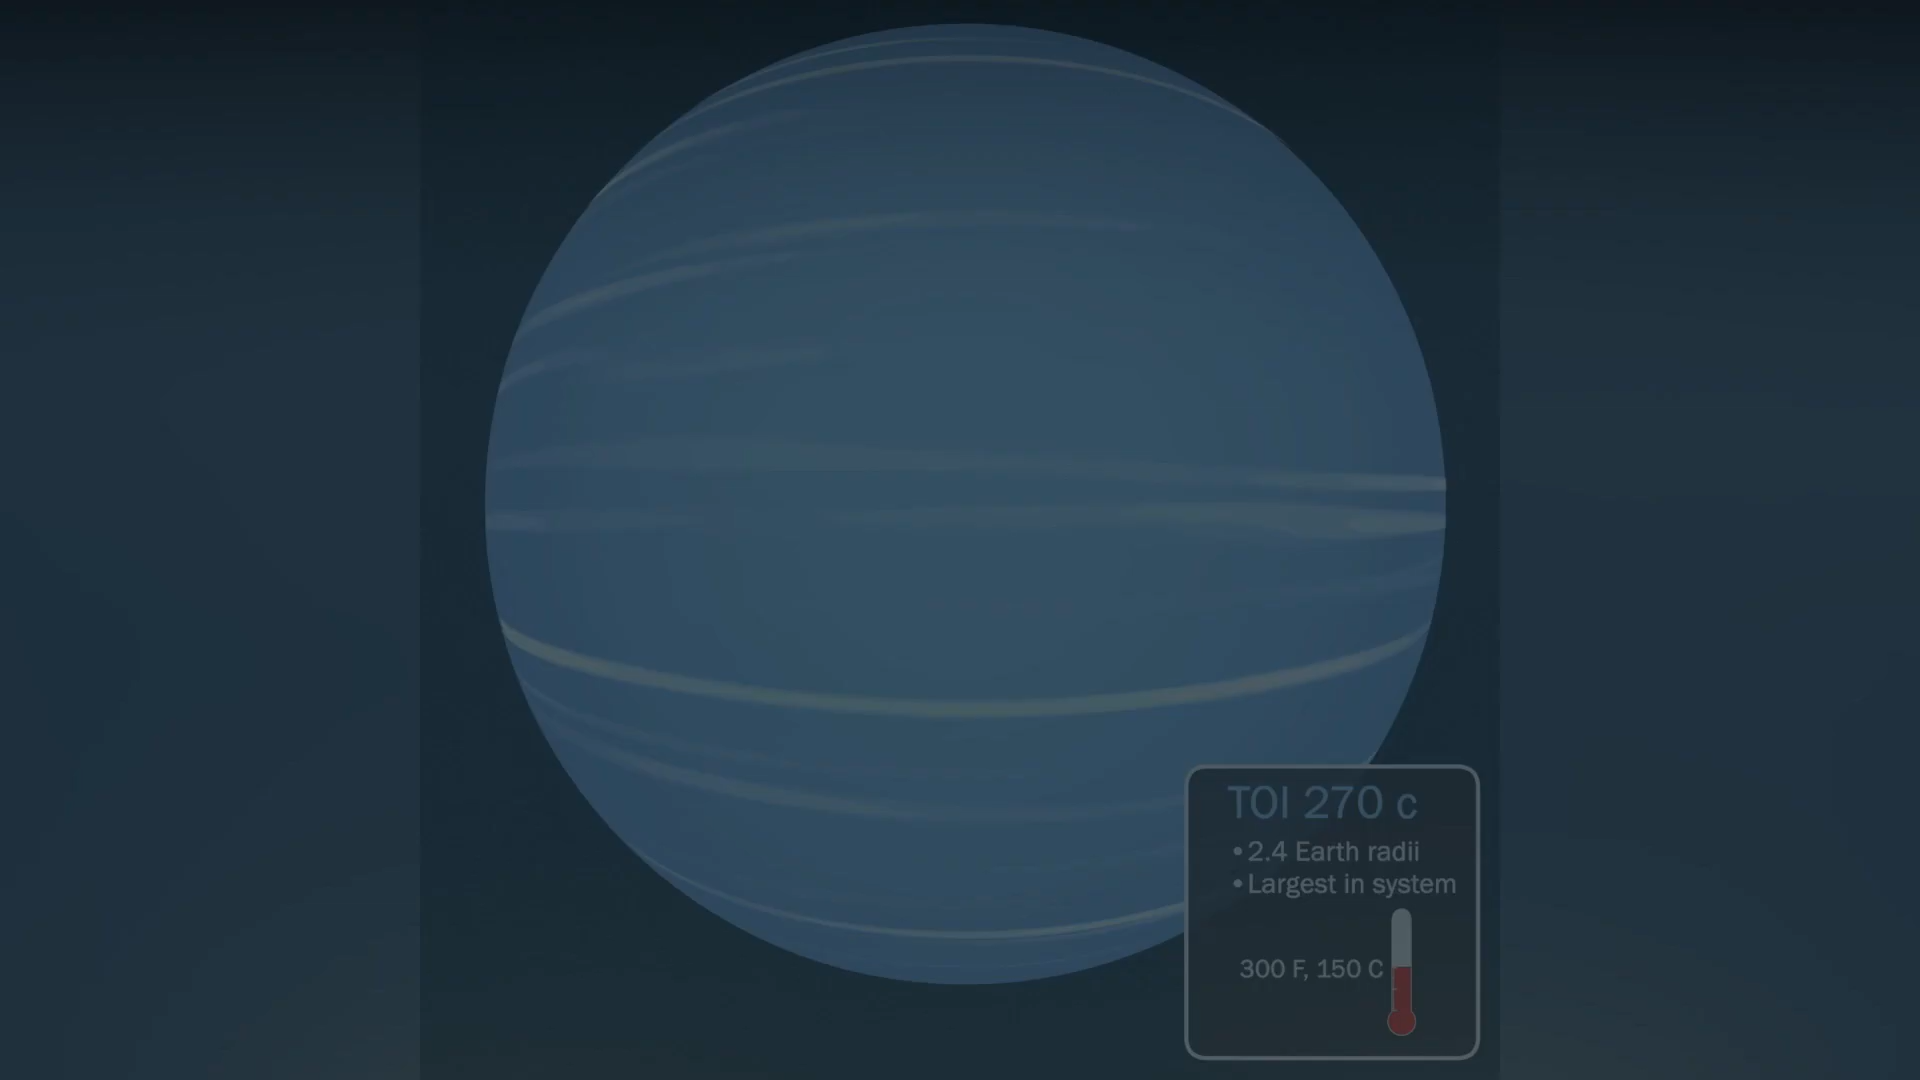 TOI 270 c
•2.4 Earth radii
•Largest in system
300 F, 150 C